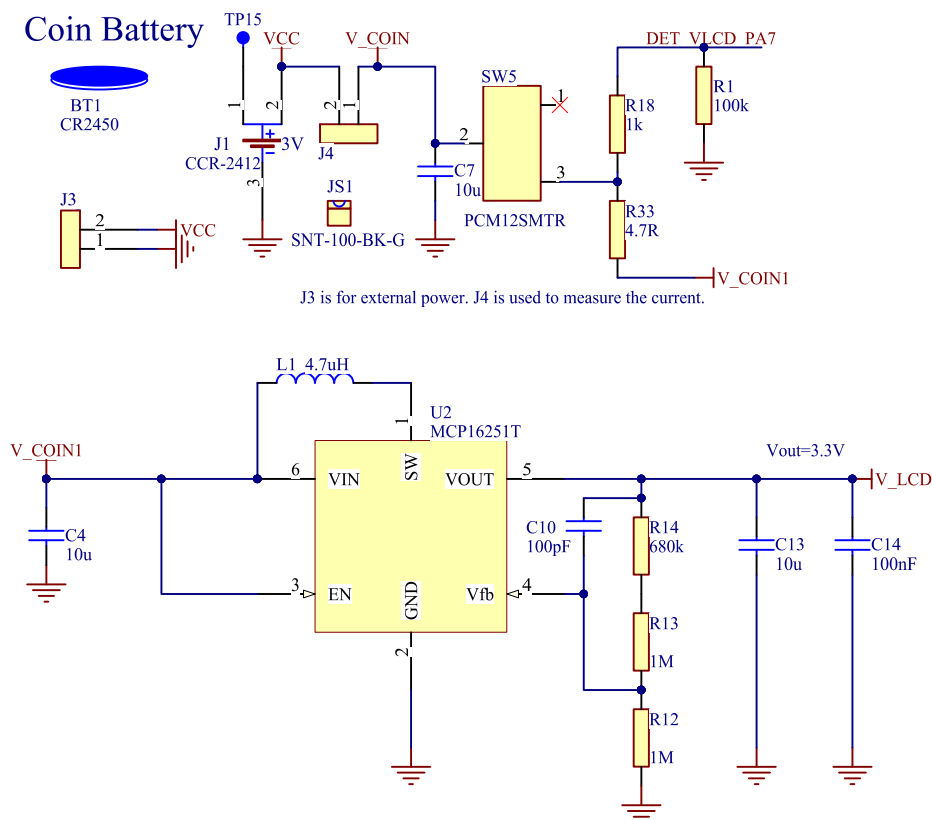 Coin Battery
BT1
CR2450
TP15
VCC
V_COIN
1
2
J1
3V
CCR-2412
3
2
1
J4
JS1
SNT-100-BK-G
J3
2
1
VCC
C7
10u
SW5
1
2
3
PCM12SMTR
DET_VLCD_PA7
R18
1k
R1
100k
R33
4.7R
V_COIN1
J3 is for external power. J4 is used to measure the current.
L1 4.7uH
1
U2
MCP16251T
V_COIN1
C4
10u
6
VIN
SW
VOUT
5
3
EN
GND
Vfb
4
2
C10
100pF
R14
680k
R13
1M
R12
1M
Vout=3.3V
V_LCD
C13
10u
C14
100nF